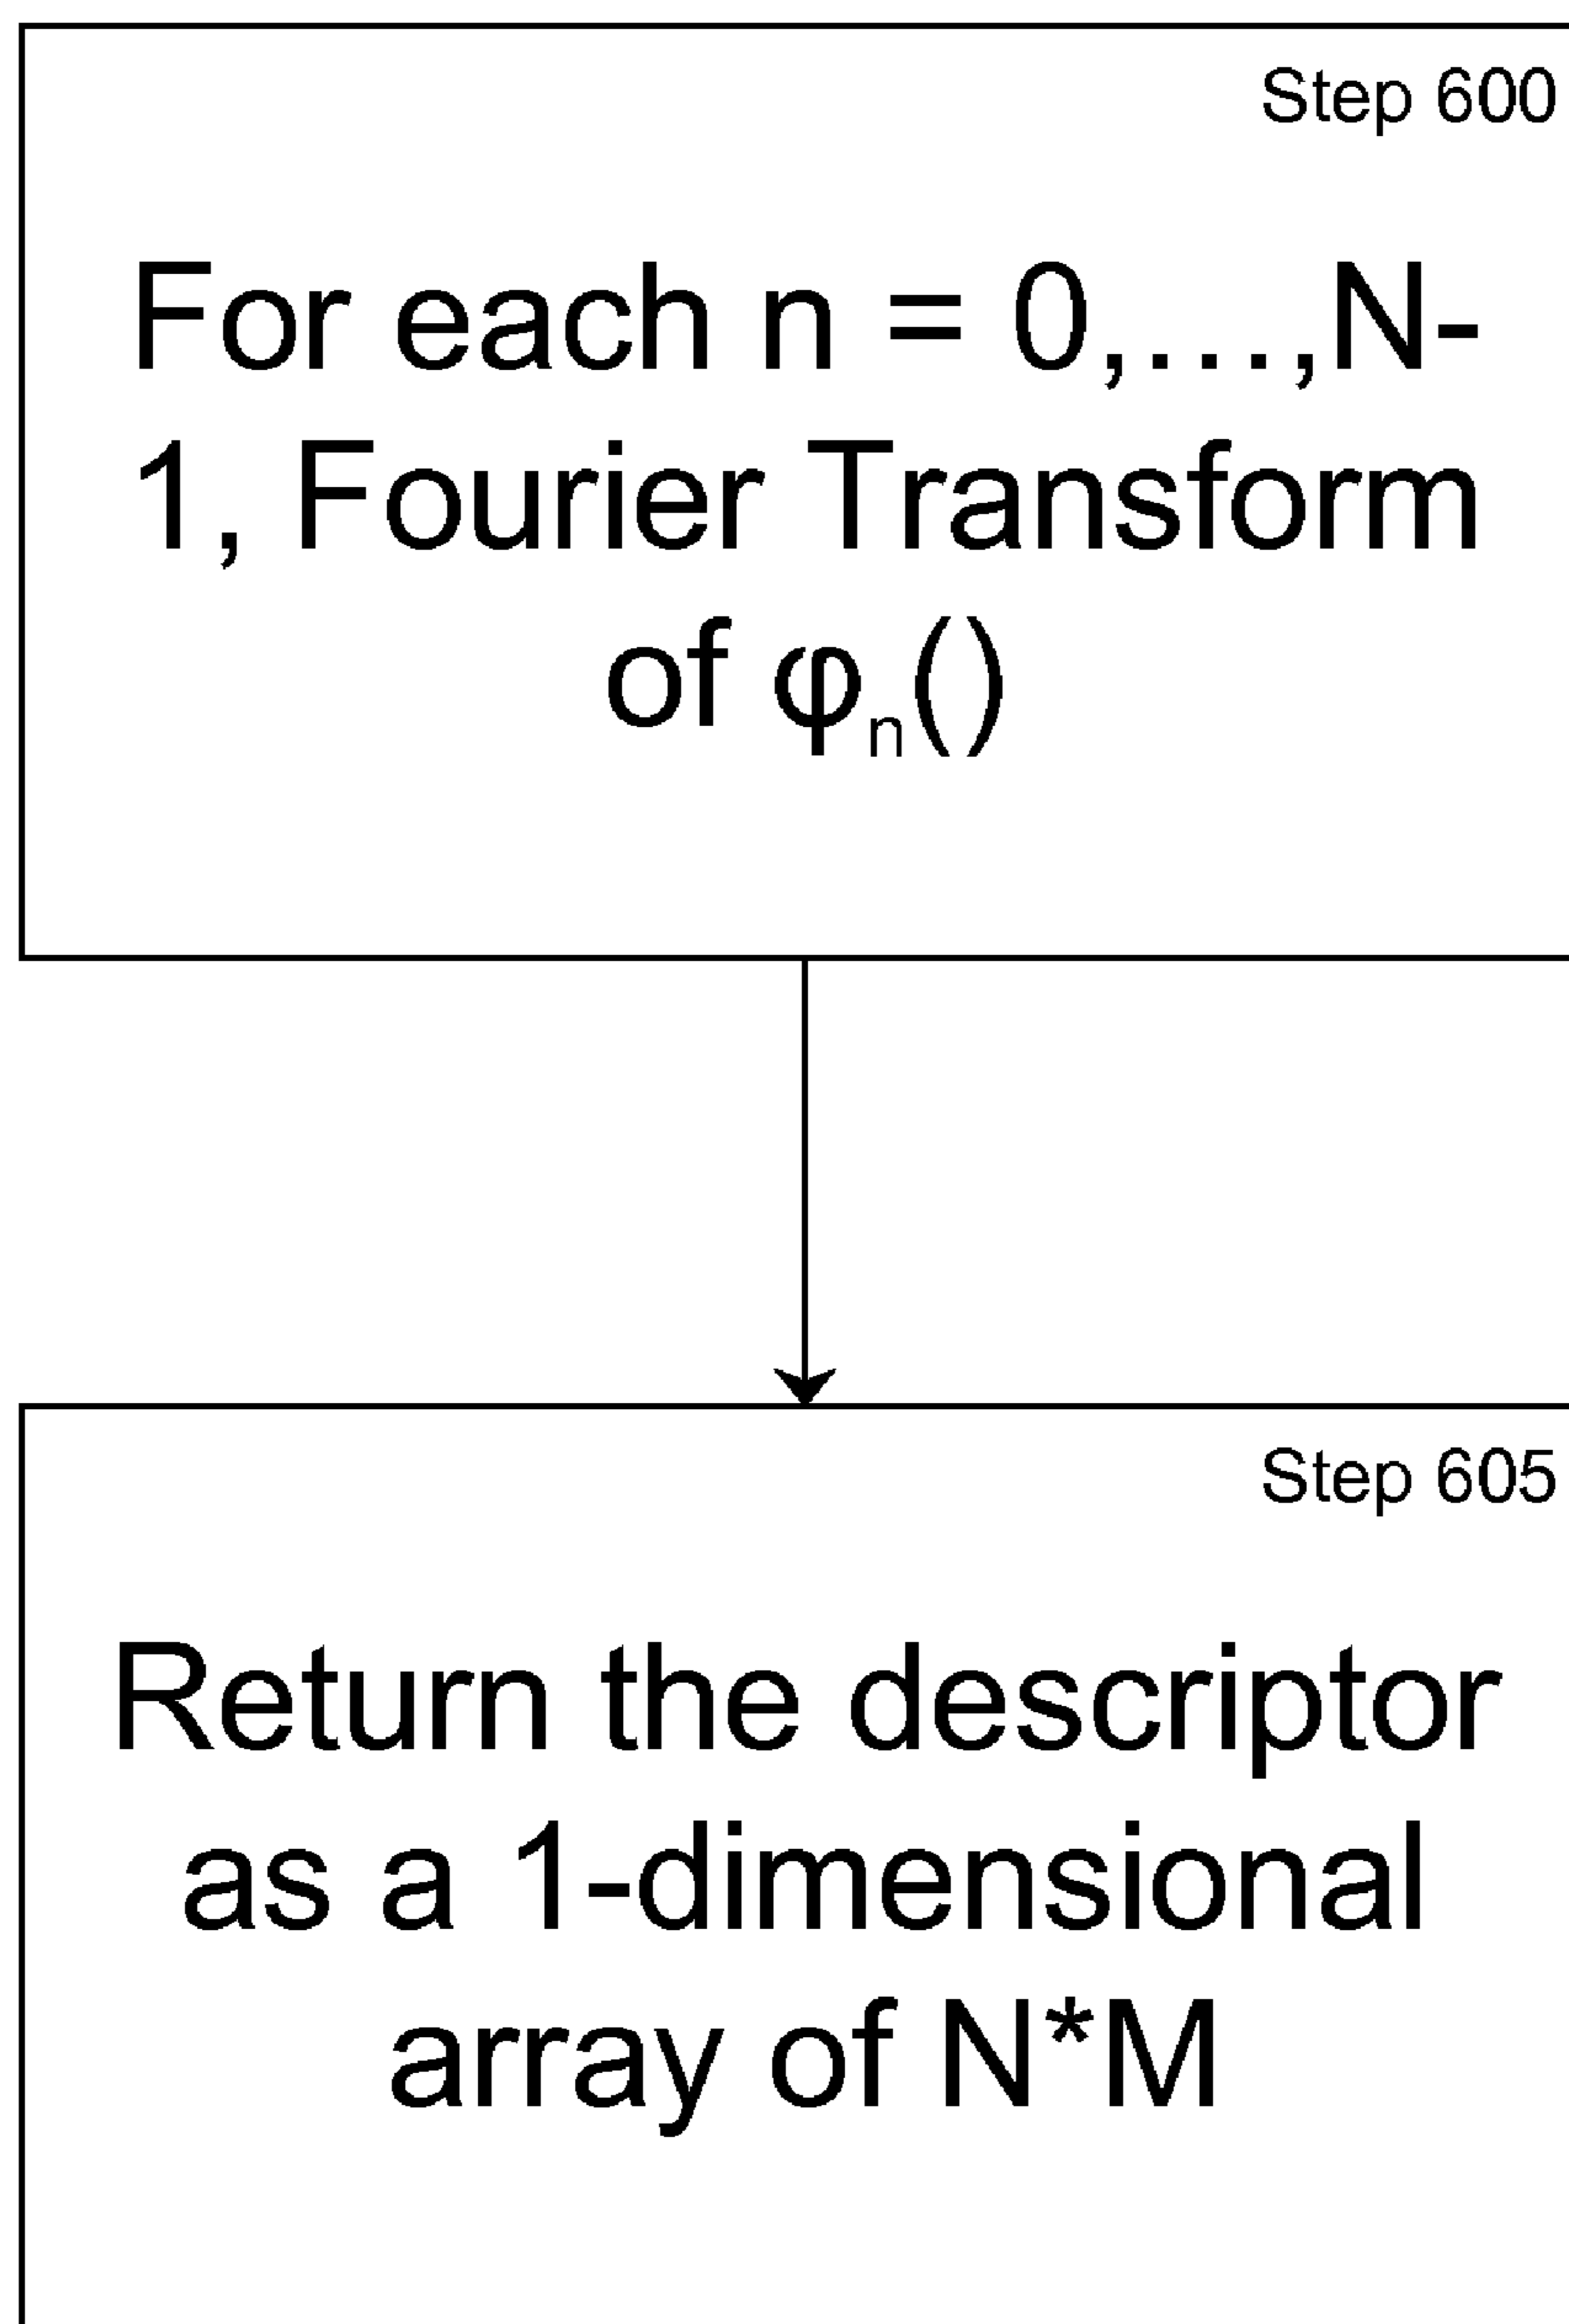 Step 600
For each n = 0,...,N-
1, Fourier Transform
of φₙ()
Step 605
Return the descriptor
as a 1-dimensional
array of N*M